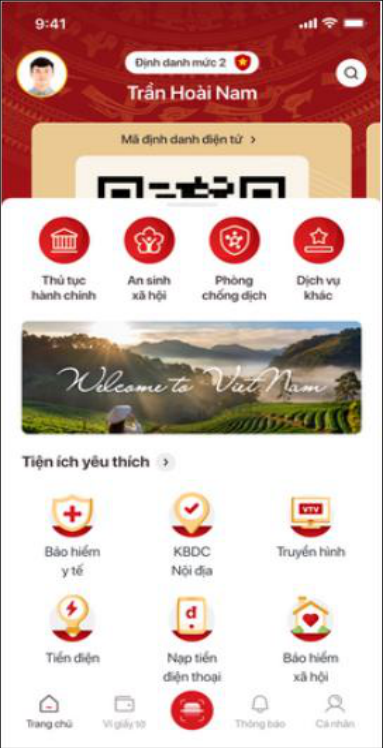 9:41
Định danh mức 2
Trần Hoài Nam
Mã định danh điện tử >
Thủ tục
hành chính
An sinh
xã hội
Phòng
chống dịch
Dịch vụ
khác
Welcome to Viet Nam
Tiện ích yêu thích >
Bảo hiểm
y tế
KBDC
Nội địa
VTV
Truyền hình
Tiền điện
đ
Nạp tiền
điện thoại
Bảo hiểm
xã hội
Trang chủ
Ví giấy tờ
Thông báo
Cá nhân